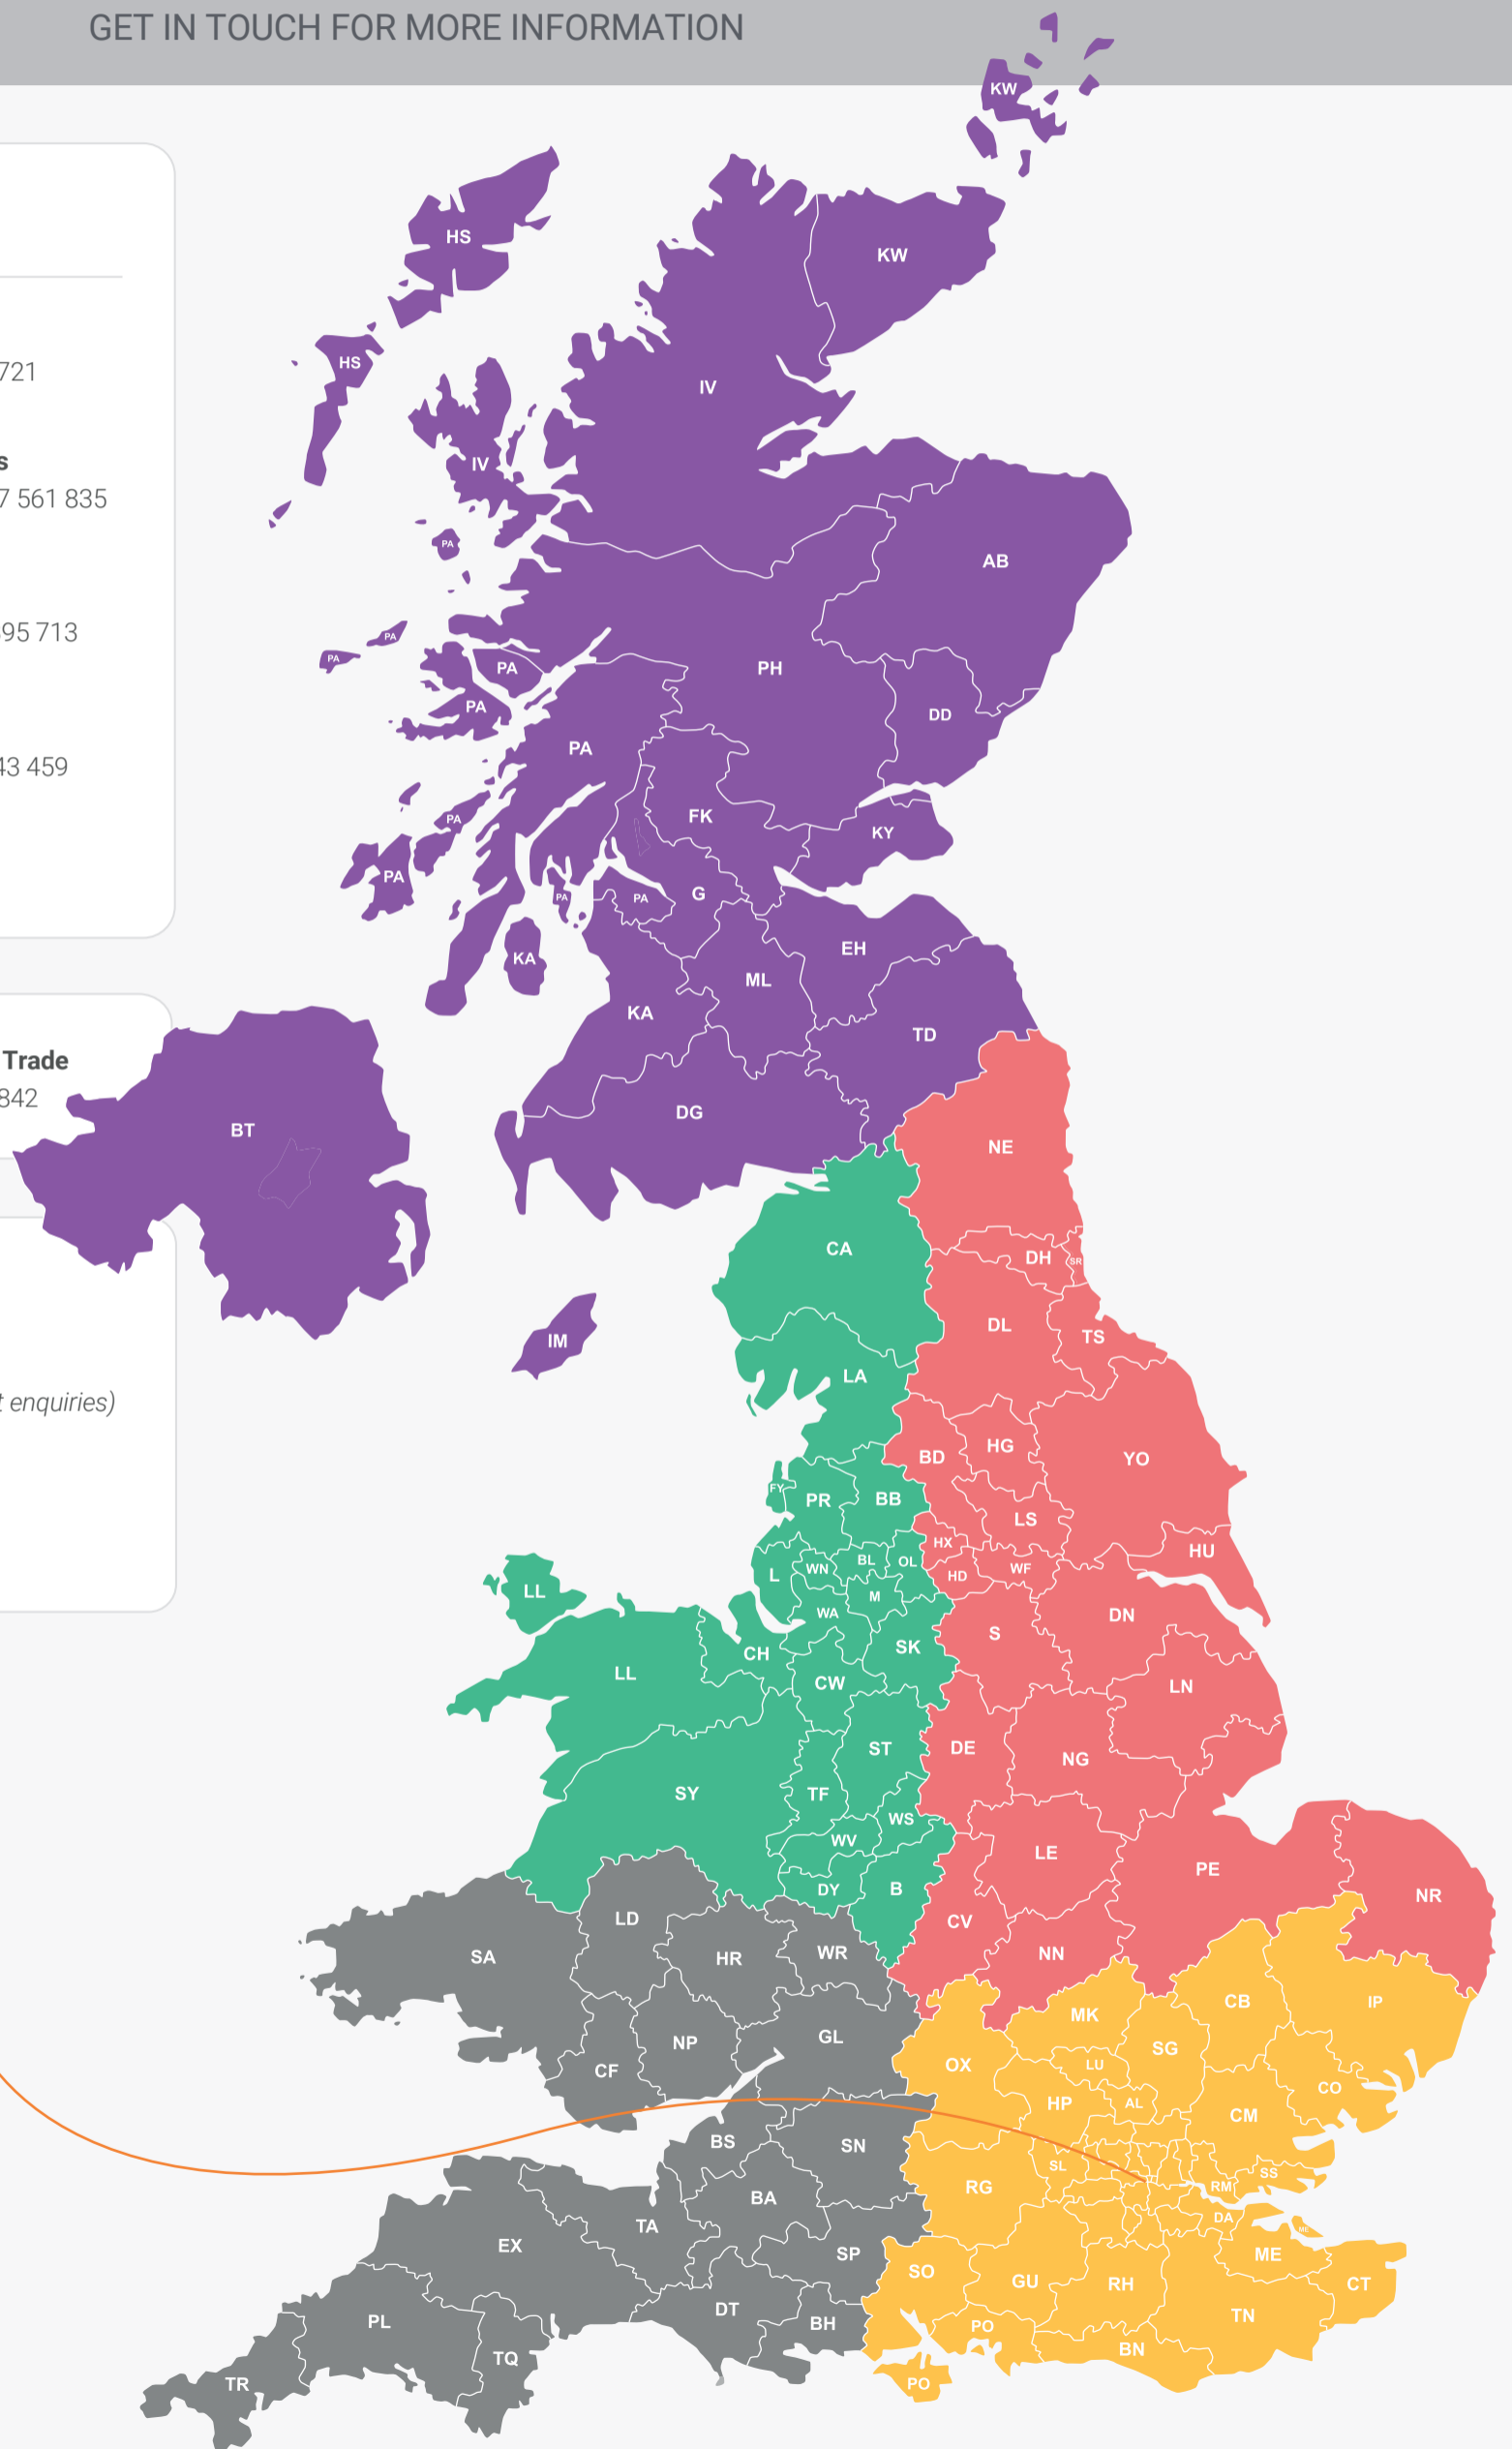 GET IN TOUCH FOR MORE INFORMATION
KW
HS
KW
721
HS
IV
s
IV
7 561 835
PA
AB
95 713
PA
PA
PA
PH
PA
DD
PA
43 459
PA
FK
KY
PA
PA
PA
G
EH
KA
ML
KA
TD
Trade
842
DG
BT
NE
CA
DH
SR
DL
TS
IM
LA
t enquiries)
HG
BD
YO
FY
PR
BB
LS
HX
HU
L
WN
BL
OL
HD
WF
LL
M
WA
DN
S
CH
SK
LL
CW
LN
DE
ST
NG
SY
TF
WS
WV
LE
PE
DY
B
NR
LD
CV
SA
HR
WR
NN
CB
IP
MK
GL
NP
SG
OX
LU
CF
CO
HP
AL
CM
BS
SN
SL
SS
RG
RM
BA
DA
ME
TA
EX
SP
ME
SO
GU
RH
CT
DT
TN
PL
BH
PO
BN
TQ
TR
PO